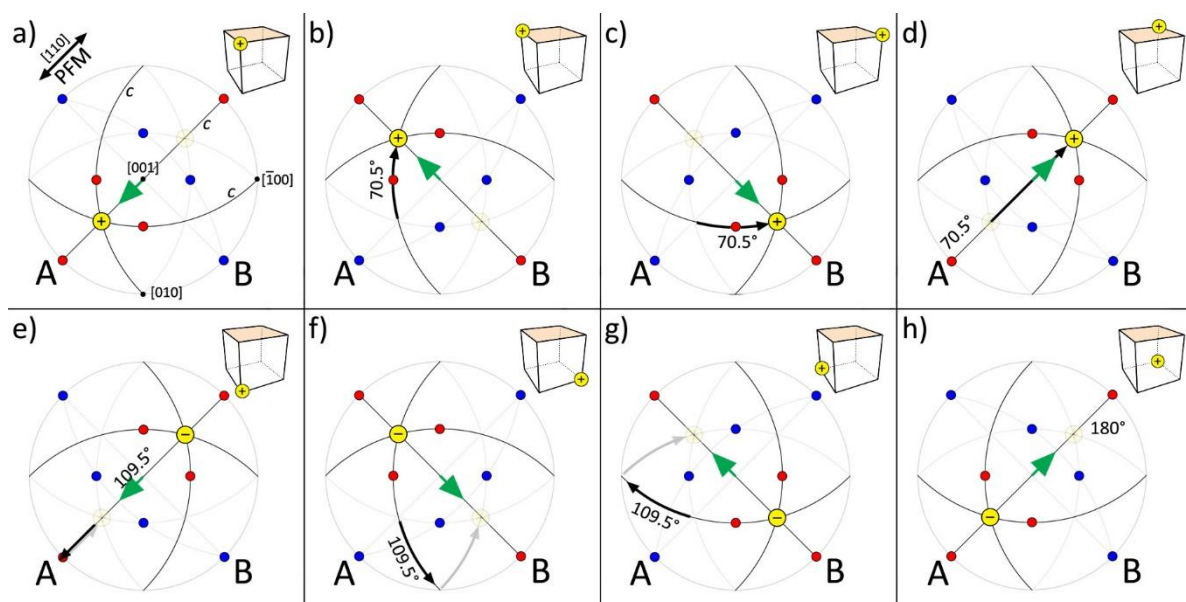 a)
[110]
PFM
+
c
c
[001]
c
[1̄00]
+
A
B
[010]
b)
+
+
70.5°
A
B
c)
+
+
70.5°
A
B
d)
+
+
70.5°
A
B
e)
+
−
109.5°
A
B
f)
+
−
109.5°
A
B
g)
+
109.5°
−
A
B
h)
+
180°
−
A
B